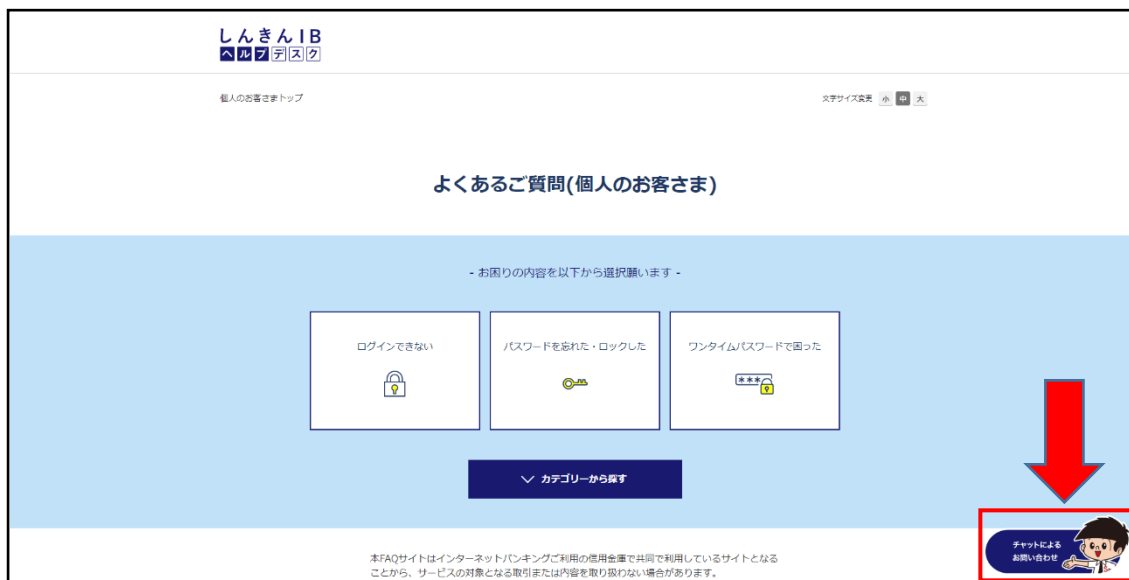 しんきんIB
ヘルプデスク
個人のお客さまトップ
文字サイズ変更 小 中 大
よくあるご質問(個人のお客さま)
- お困りの内容を以下から選択願います -
ログインできない
パスワードを忘れた・ロックした
ワンタイムパスワードで困った
***
カテゴリーから探す
チャットによる
お問い合わせ
本FAQサイトはインターネットバンキングご利用の信用金庫で共同で利用しているサイトとなる
ことから、サービスの対象となる取引または内容を取り扱わない場合があります。